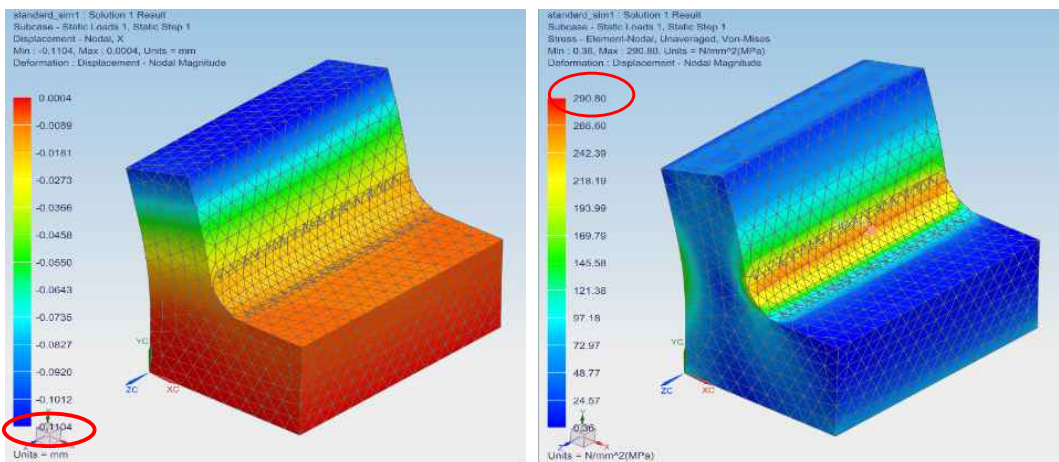 standard_sim1 : Solution 1 Result
Subcase - Static Loads 1, Static Step 1
Displacement - Nodal, X
Min : -0.1104, Max : 0.0004, Units = mm
Deformation : Displacement - Nodal Magnitude
0.0004
-0.0089
-0.0181
-0.0273
-0.0366
-0.0458
-0.0550
-0.0643
-0.0735
-0.0827
-0.0920
-0.1012
-0.1104
YC
ZC
XC
Units = mm
standard_sim1 : Solution 1 Result
Subcase - Static Loads 1, Static Step 1
Stress - Element-Nodal, Unaveraged, Von-Mises
Min : 0.36, Max : 290.80, Units = N/mm^2(MPa)
Deformation : Displacement - Nodal Magnitude
290.80
266.60
242.39
218.19
193.99
169.79
145.58
121.38
97.18
72.97
48.77
24.57
0.36
YC
ZC
XC
Y
Z
X
Units = N/mm^2(MPa)